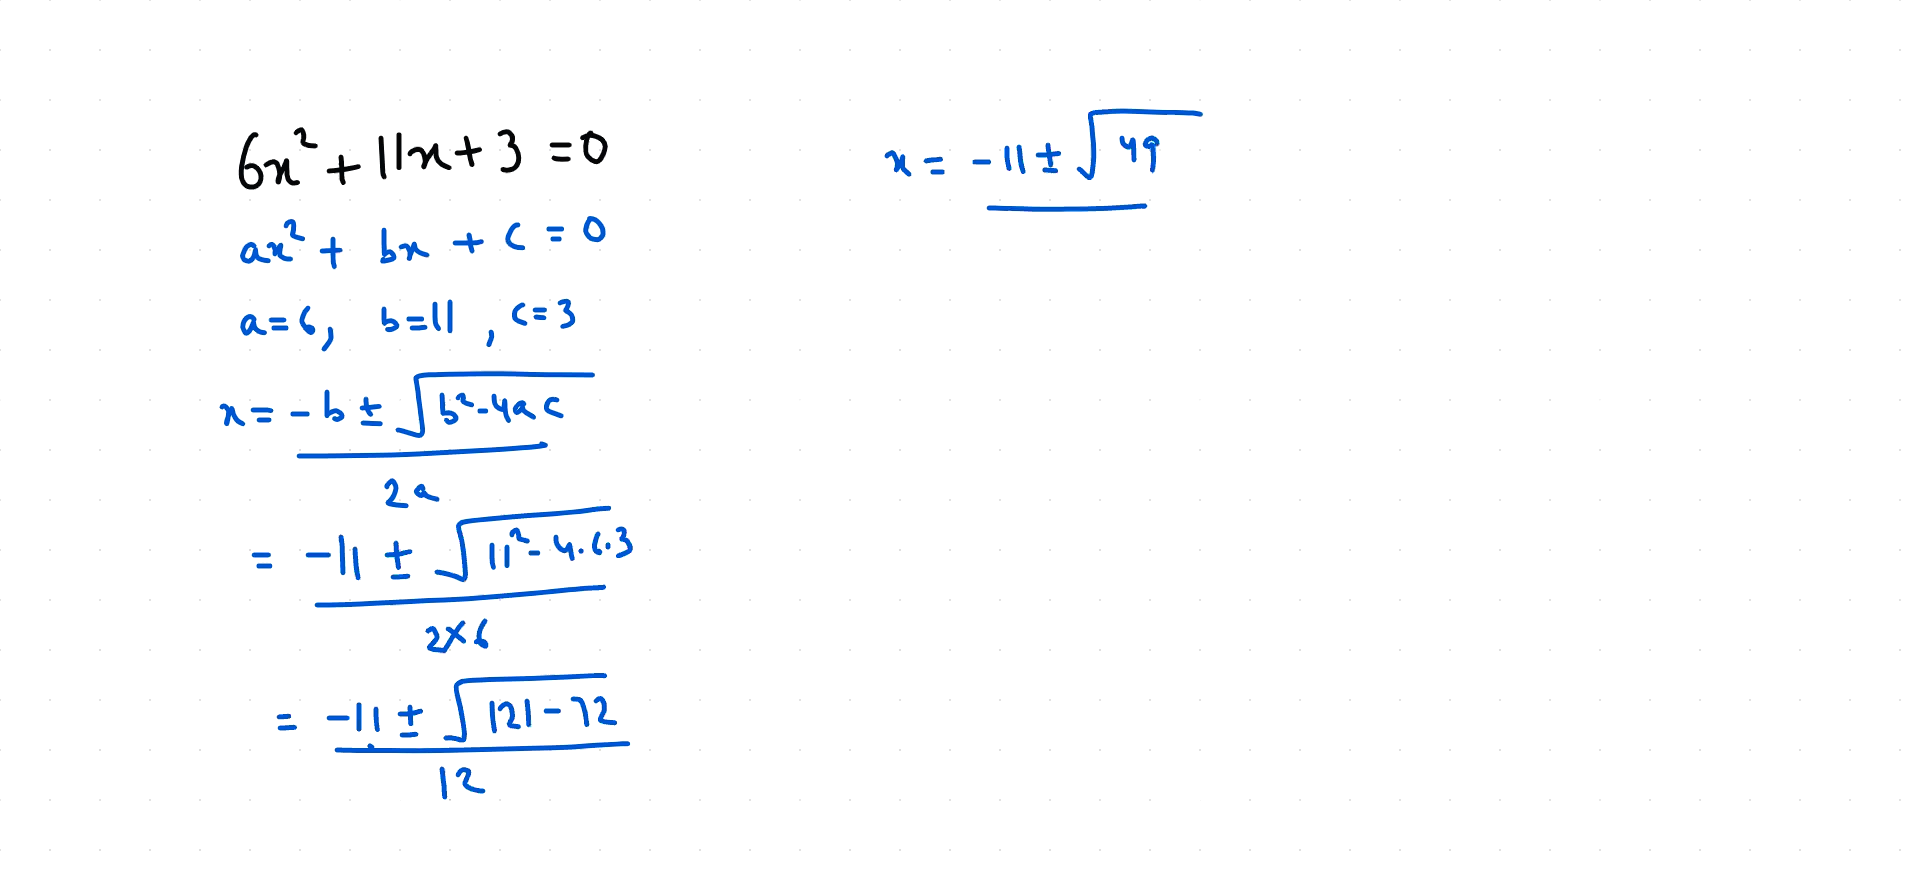 6x² + 11x + 3 = 0
ax² + bx + c = 0
a = 6, b = 11, c = 3
x = -b ± √(b² - 4ac)
2a
= -11 ± √(11² - 4·6·3)
2×6
= -11 ± √(121 - 72)
12
x = -11 ± √49